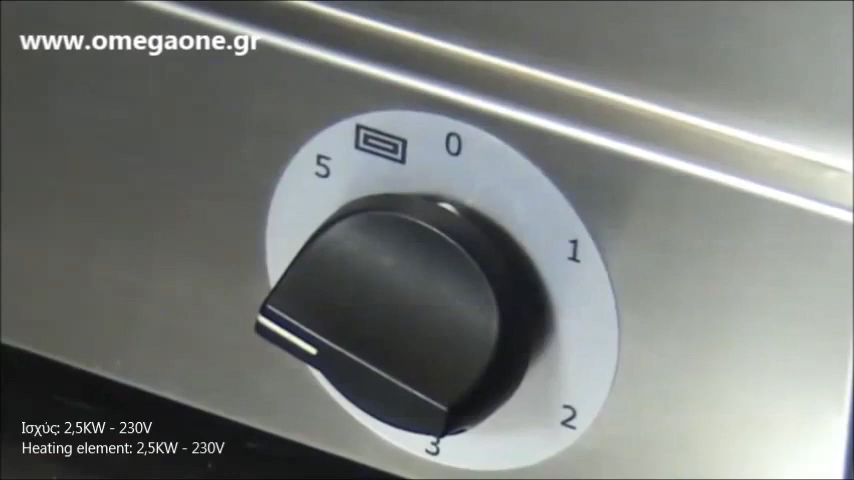 www.omegaone.gr
0
5
1
2
3
Ισχύς: 2,5KW - 230V
Heating element: 2,5KW - 230V